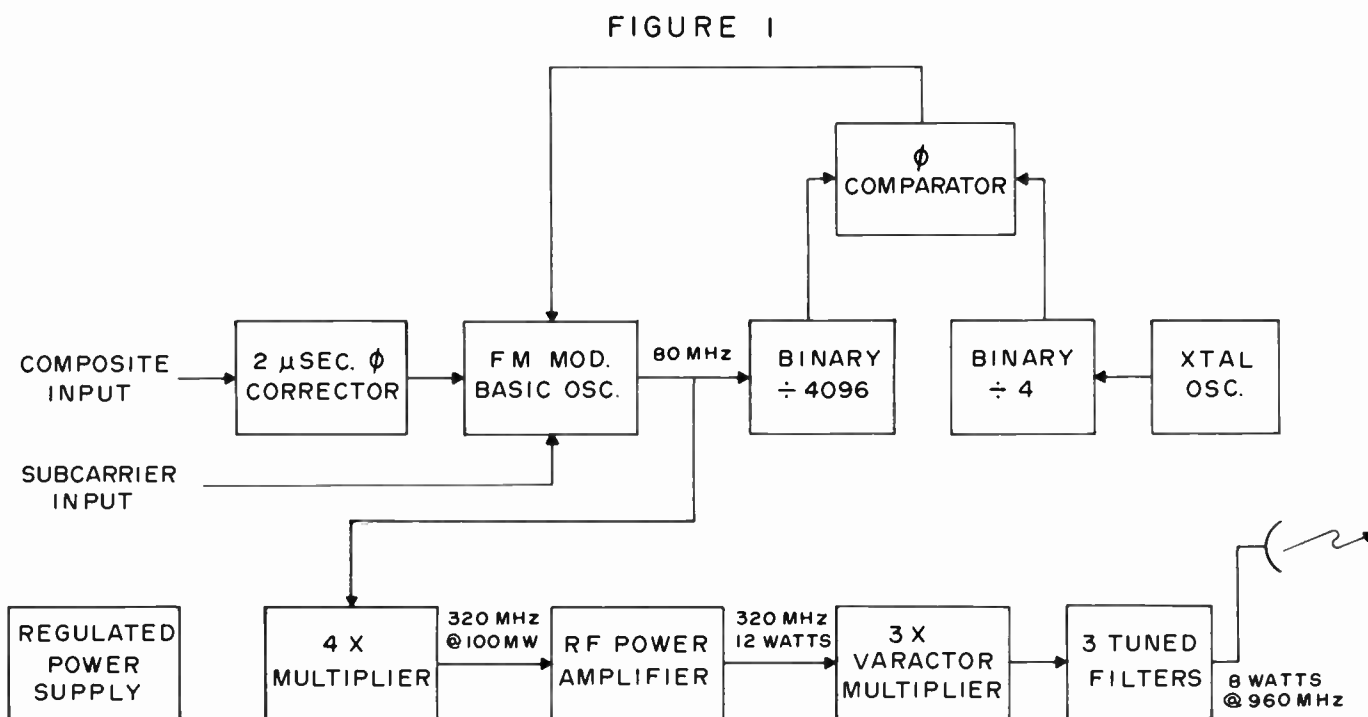 FIGURE 1
φ
COMPARATOR
COMPOSITE
INPUT
2 μSEC. φ
CORRECTOR
FM MOD.
BASIC OSC.
80 MHz
BINARY
÷ 4096
BINARY
÷ 4
XTAL
OSC.
SUBCARRIER
INPUT
REGULATED
POWER
SUPPLY
4 X
MULTIPLIER
320 MHz
@ 100 MW
RF POWER
AMPLIFIER
320 MHz
12 WATTS
3 X
VARACTOR
MULTIPLIER
3 TUNED
FILTERS
8 WATTS
@ 960 MHz